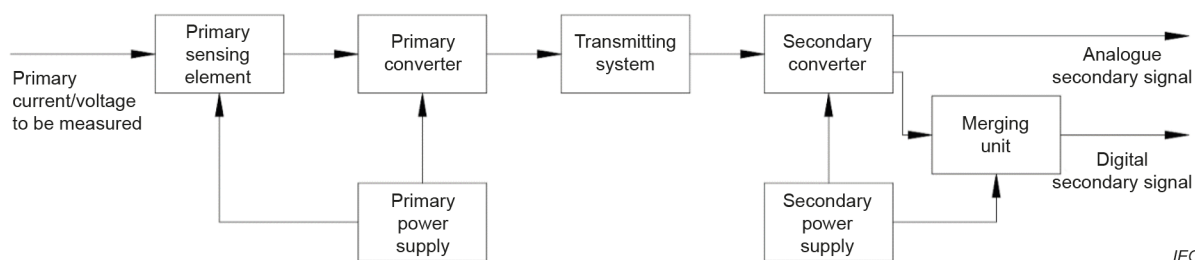 Primary
current/voltage
to be measured
Primary
sensing
element
Primary
converter
Transmitting
system
Secondary
converter
Analogue
secondary signal
Merging
unit
Digital
secondary signal
Primary
power
supply
Secondary
power
supply
IEC